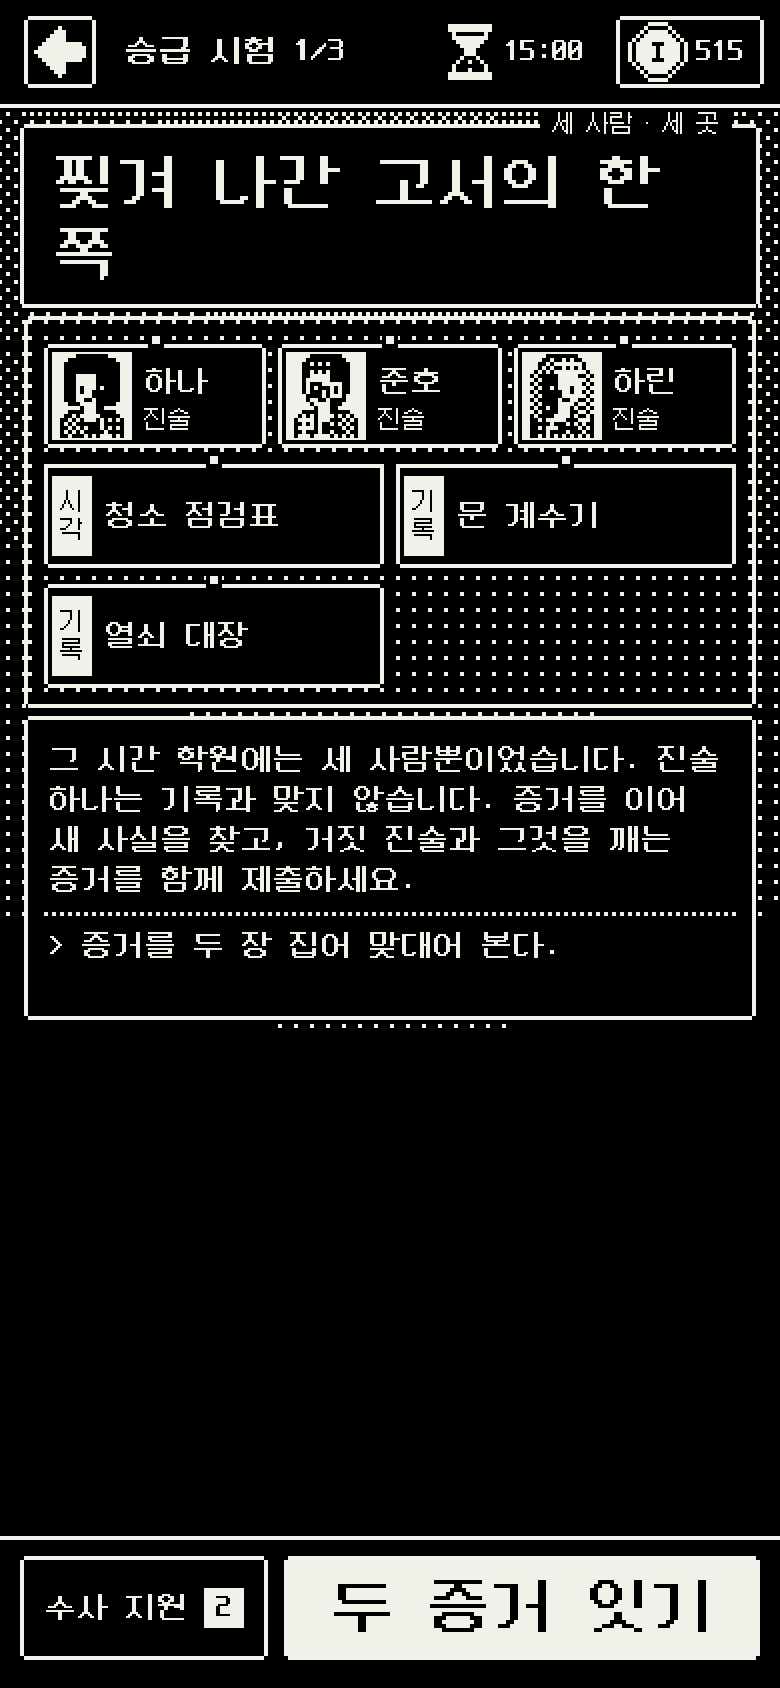 승급 시험 1/3
15:00
I 515
세 사람 · 세 곳
찢겨 나간 고서의 한
쪽
하나
진술
준호
진술
하린
진술
시각
청소 점검표
기록
문 계수기
기록
열쇠 대장
그 시간 학원에는 세 사람뿐이었습니다. 진술
하나는 기록과 맞지 않습니다. 증거를 이어
새 사실을 찾고, 거짓 진술과 그것을 깨는
증거를 함께 제출하세요.
> 증거를 두 장 집어 맞대어 본다.
수사 지원 2
두 증거 잇기